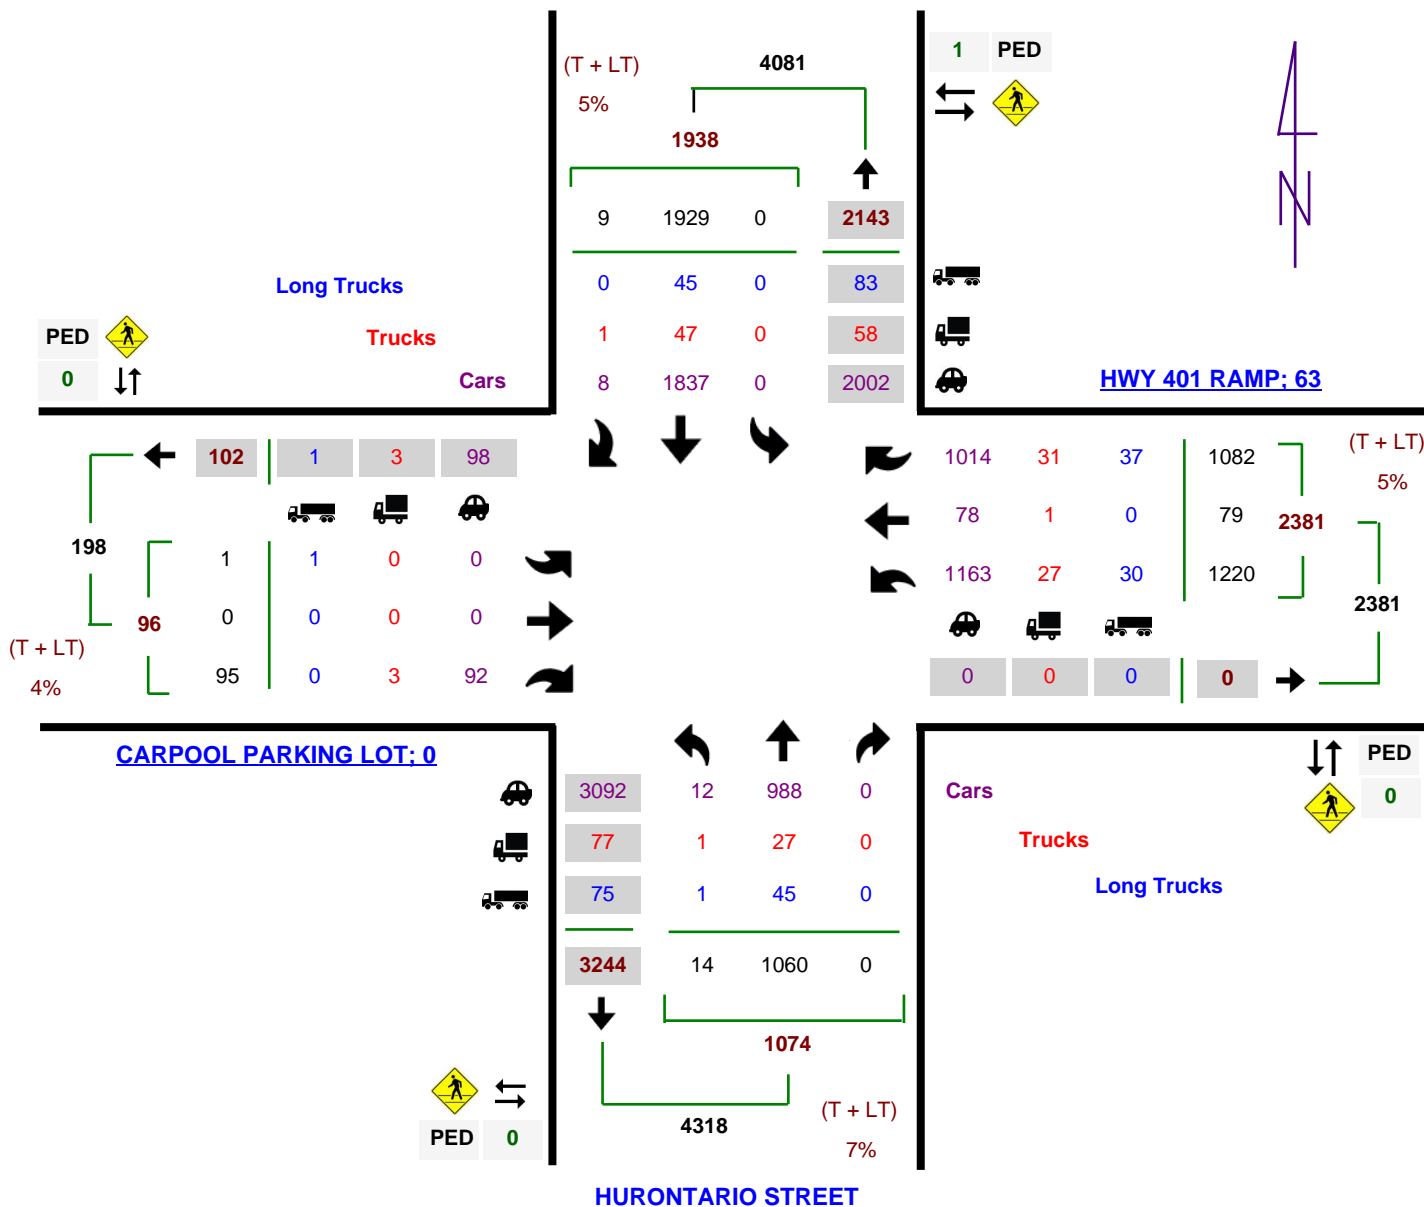 (T + LT) 4081 1 PED
5%
1938
9 1929 0 2143
Long Trucks 0 45 0 83
PED Trucks 1 47 0 58
0 Cars 8 1837 0 2002 HWY 401 RAMP; 63
N
102 1 3 98 1014 31 37 1082 (T + LT)
5%
198 78 1 0 79 2381
1 1 0 0 1163 27 30 1220
2381
96 0 0 0 0
(T + LT)
4% 95 0 3 92 0 0 0 0
CARPOOL PARKING LOT; 0 PED
3092 12 988 0 Cars 0
77 1 27 0 Trucks
75 1 45 0 Long Trucks
3244 14 1060 0
1074
4318 (T + LT)
PED 0 7%
HURONTARIO STREET